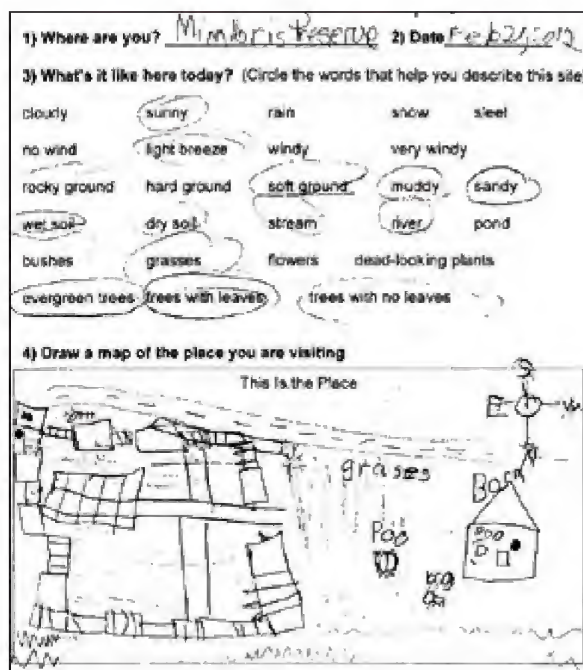 1) Where are you? Mimbris Reserve 2) Date Feb
3) What's it like here today? (Circle the words that help you describe this site
cloudy sunny rain snow sleet
no wind light breeze windy very windy
rocky ground hard ground soft ground muddy sandy
wet soil dry soil stream river pond
bushes grasses flowers dead-looking plants
evergreen trees trees with leaves trees with no leaves
4) Draw a map of the place you are visiting
This Is the Place
S
E
grases
Barn
Poo